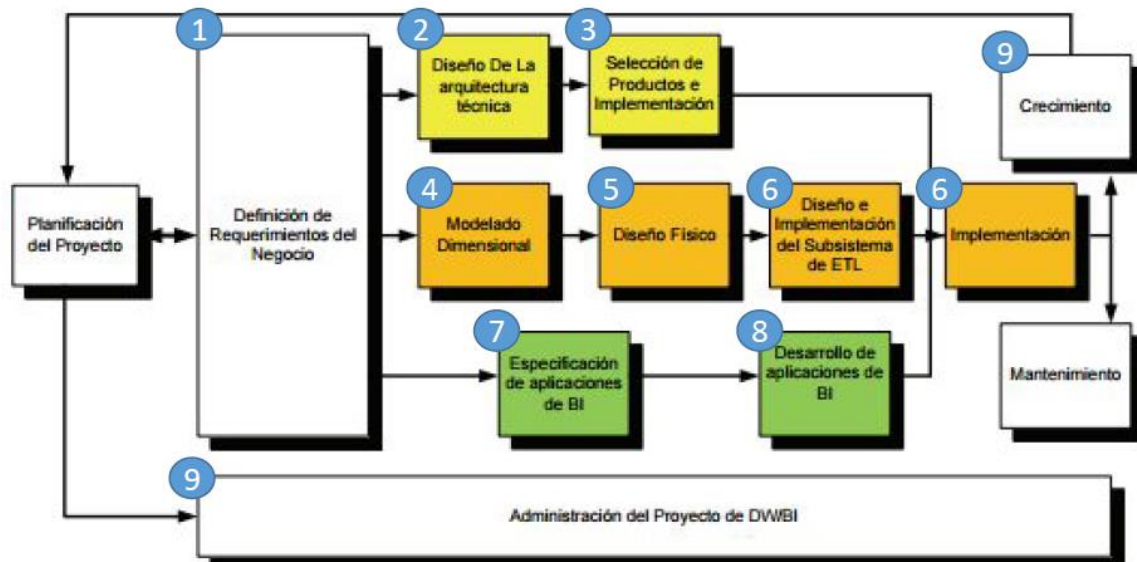 1
2
3
9
Diseño De La
arquitectura
técnica
Selección de
Productos e
Implementación
Crecimiento
Planificación
del Proyecto
Definición de
Requerimientos del
Negocio
4
5
6
6
Modelado
Dimensional
Diseño Físico
Diseño e
Implementación
del Subsistema
de ETL
Implementación
7
8
Especificación
de aplicaciones
de BI
Desarrollo de
aplicaciones de
BI
Mantenimiento
9
Administración del Proyecto de DW/BI